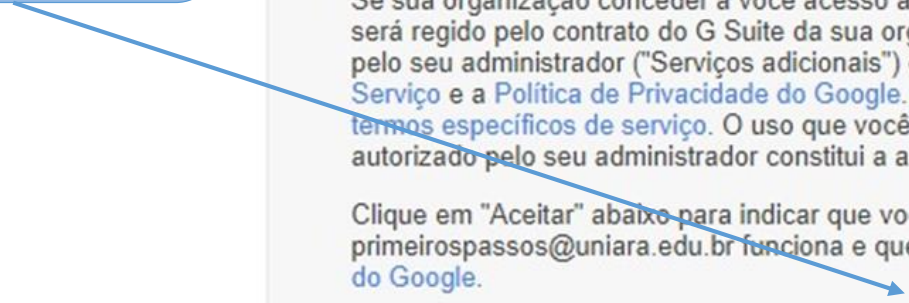 Se sua organização conceder a você acesso a
será regido pelo contrato do G Suite da sua
pelo seu administrador ("Serviços adicionais")
Serviço e a Política de Privacidade do Google.
termos específicos de serviço. O uso que você
autorizado pelo seu administrador constitui a
Clique em "Aceitar" abaixo para indicar que
primeirospassos@uniara.edu.br funciona e que
do Google.